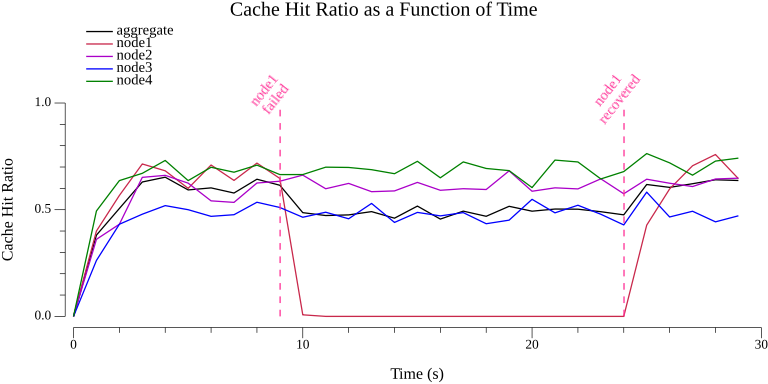 Cache Hit Ratio as a Function of Time
aggregate
node1
node2
node3
node4
node1
failed
node1
recovered
1.0
0.5
0.0
Cache Hit Ratio
0
10
20
30
Time (s)